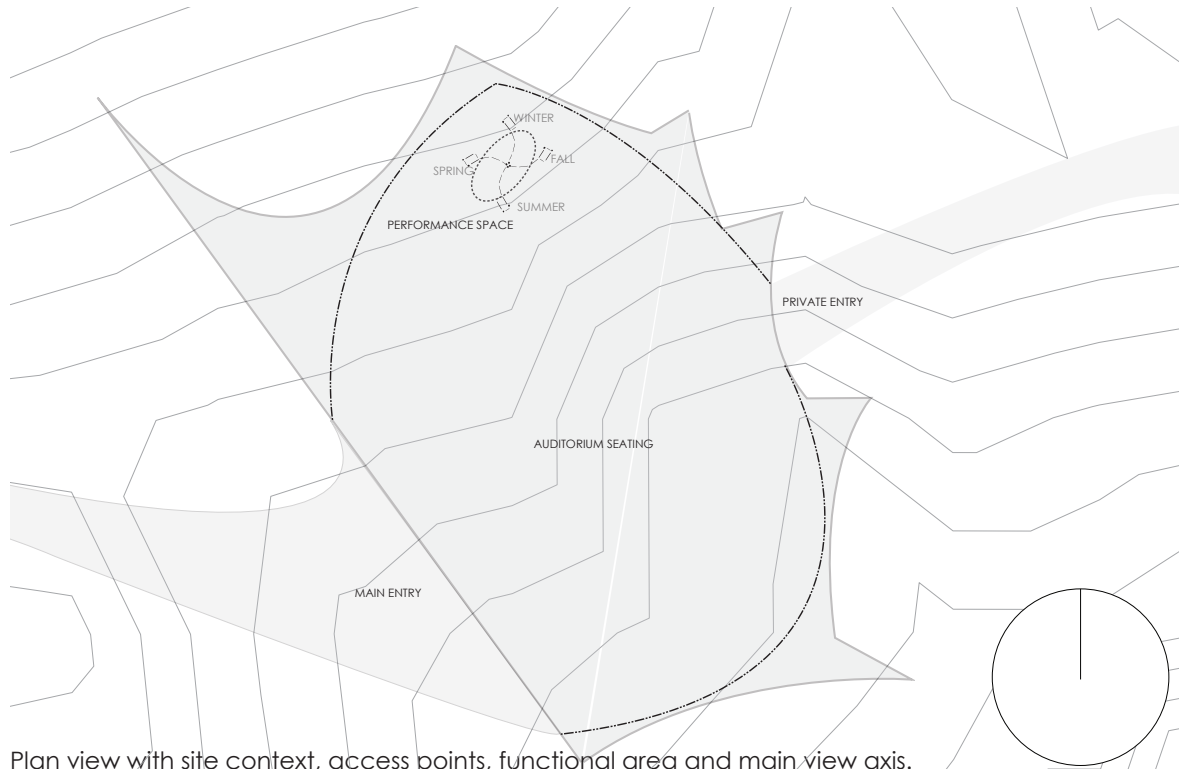 WINTER
FALL
SPRING
SUMMER
PERFORMANCE SPACE
PRIVATE ENTRY
AUDITORIUM SEATING
MAIN ENTRY
Plan view with site context, access points, functional area and main view axis.